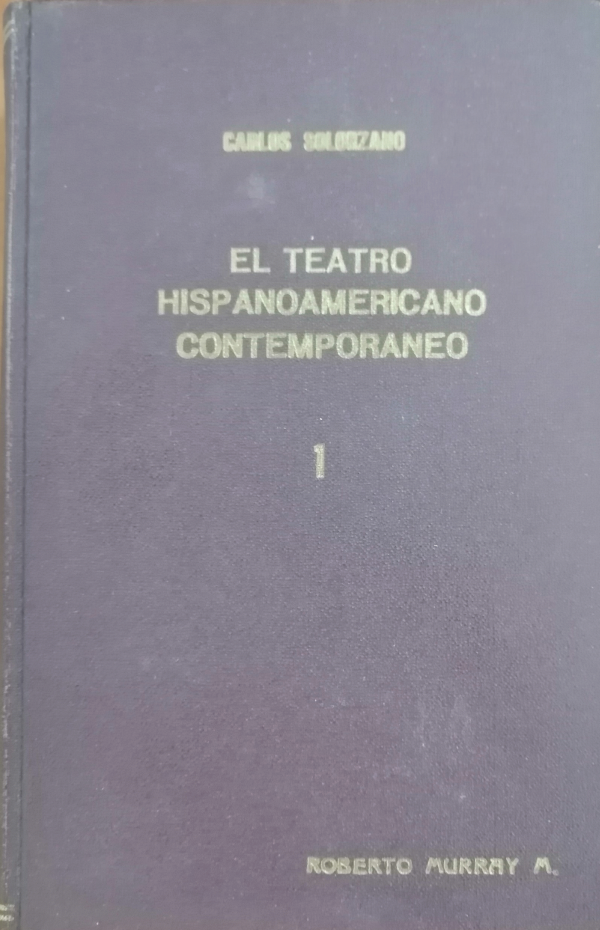 CARLOS SOLORZANO
EL TEATRO
HISPANOAMERICANO
CONTEMPORANEO
1
ROBERTO MURRAY M.